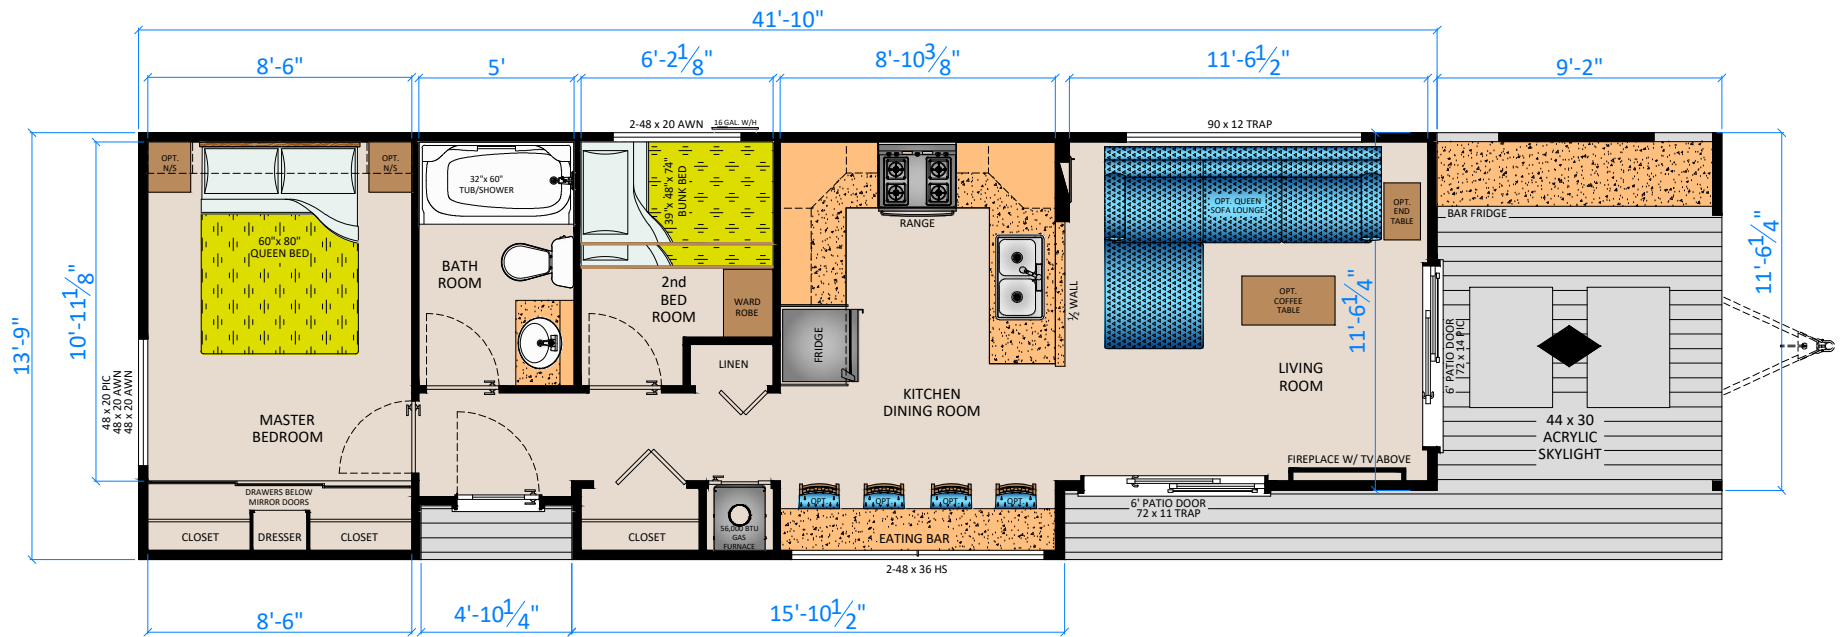 41'-10"
8'-6"
5'
6'-2 1/8"
8'-10 3/8"
11'-6 1/2"
9'-2"
2-48 x 20 AWN
16 GAL. W/H
90 x 12 TRAP
OPT.
N/S
OPT.
N/S
60"x 80"
QUEEN BED
32"x 60"
TUB/SHOWER
39" x 48" x 74"
BUNK BED
RANGE
OPT. QUEEN
SOFA LOUNGE
OPT.
END
TABLE
BAR FRIDGE
BATH
ROOM
2nd
BED
ROOM
WARD
ROBE
LINEN
FRIDGE
½ WALL
OPT.
COFFEE
TABLE
LIVING
ROOM
KITCHEN
DINING ROOM
MASTER
BEDROOM
13'-9"
10'-11 1/8"
48 x 20 PIC
48 x 20 AWN
48 x 20 AWN
11'-6 1/4"
11'-6 1/4"
6' PATIO DOOR
72 x 14 PIC
44 x 30
ACRYLIC
SKYLIGHT
FIREPLACE W/ TV ABOVE
6' PATIO DOOR
72 x 11 TRAP
DRAWERS BELOW
MIRROR DOORS
CLOSET
DRESSER
CLOSET
CLOSET
56,000 BTU
GAS
FURNACE
OPT
OPT
OPT
OPT
EATING BAR
2-48 x 36 HS
8'-6"
4'-10 1/4"
15'-10 1/2"